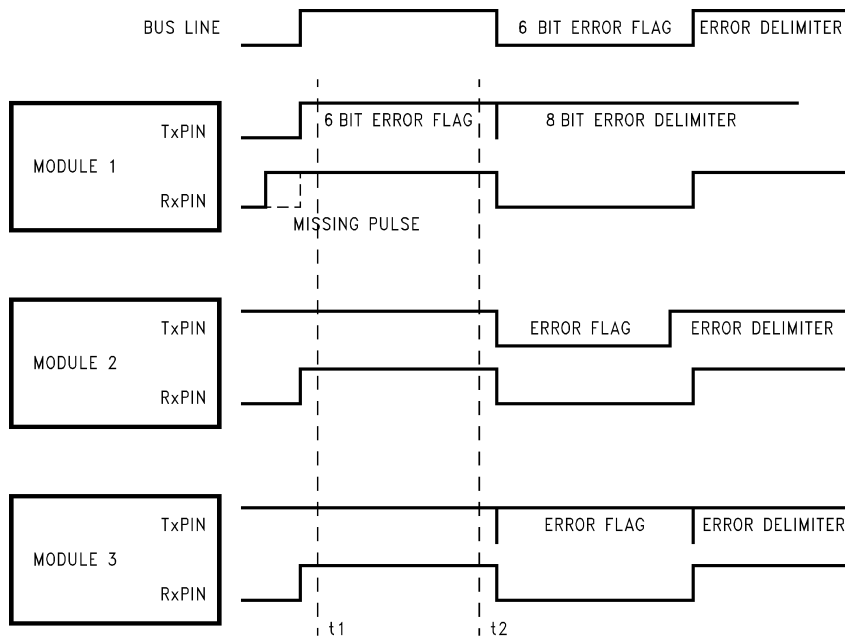 BUS LINE
6 BIT ERROR FLAG
ERROR DELIMITER
MODULE 1
TxPIN
6 BIT ERROR FLAG
8 BIT ERROR DELIMITER
RxPIN
MISSING PULSE
MODULE 2
TxPIN
ERROR FLAG
ERROR DELIMITER
RxPIN
MODULE 3
TxPIN
ERROR FLAG
ERROR DELIMITER
RxPIN
t1
t2